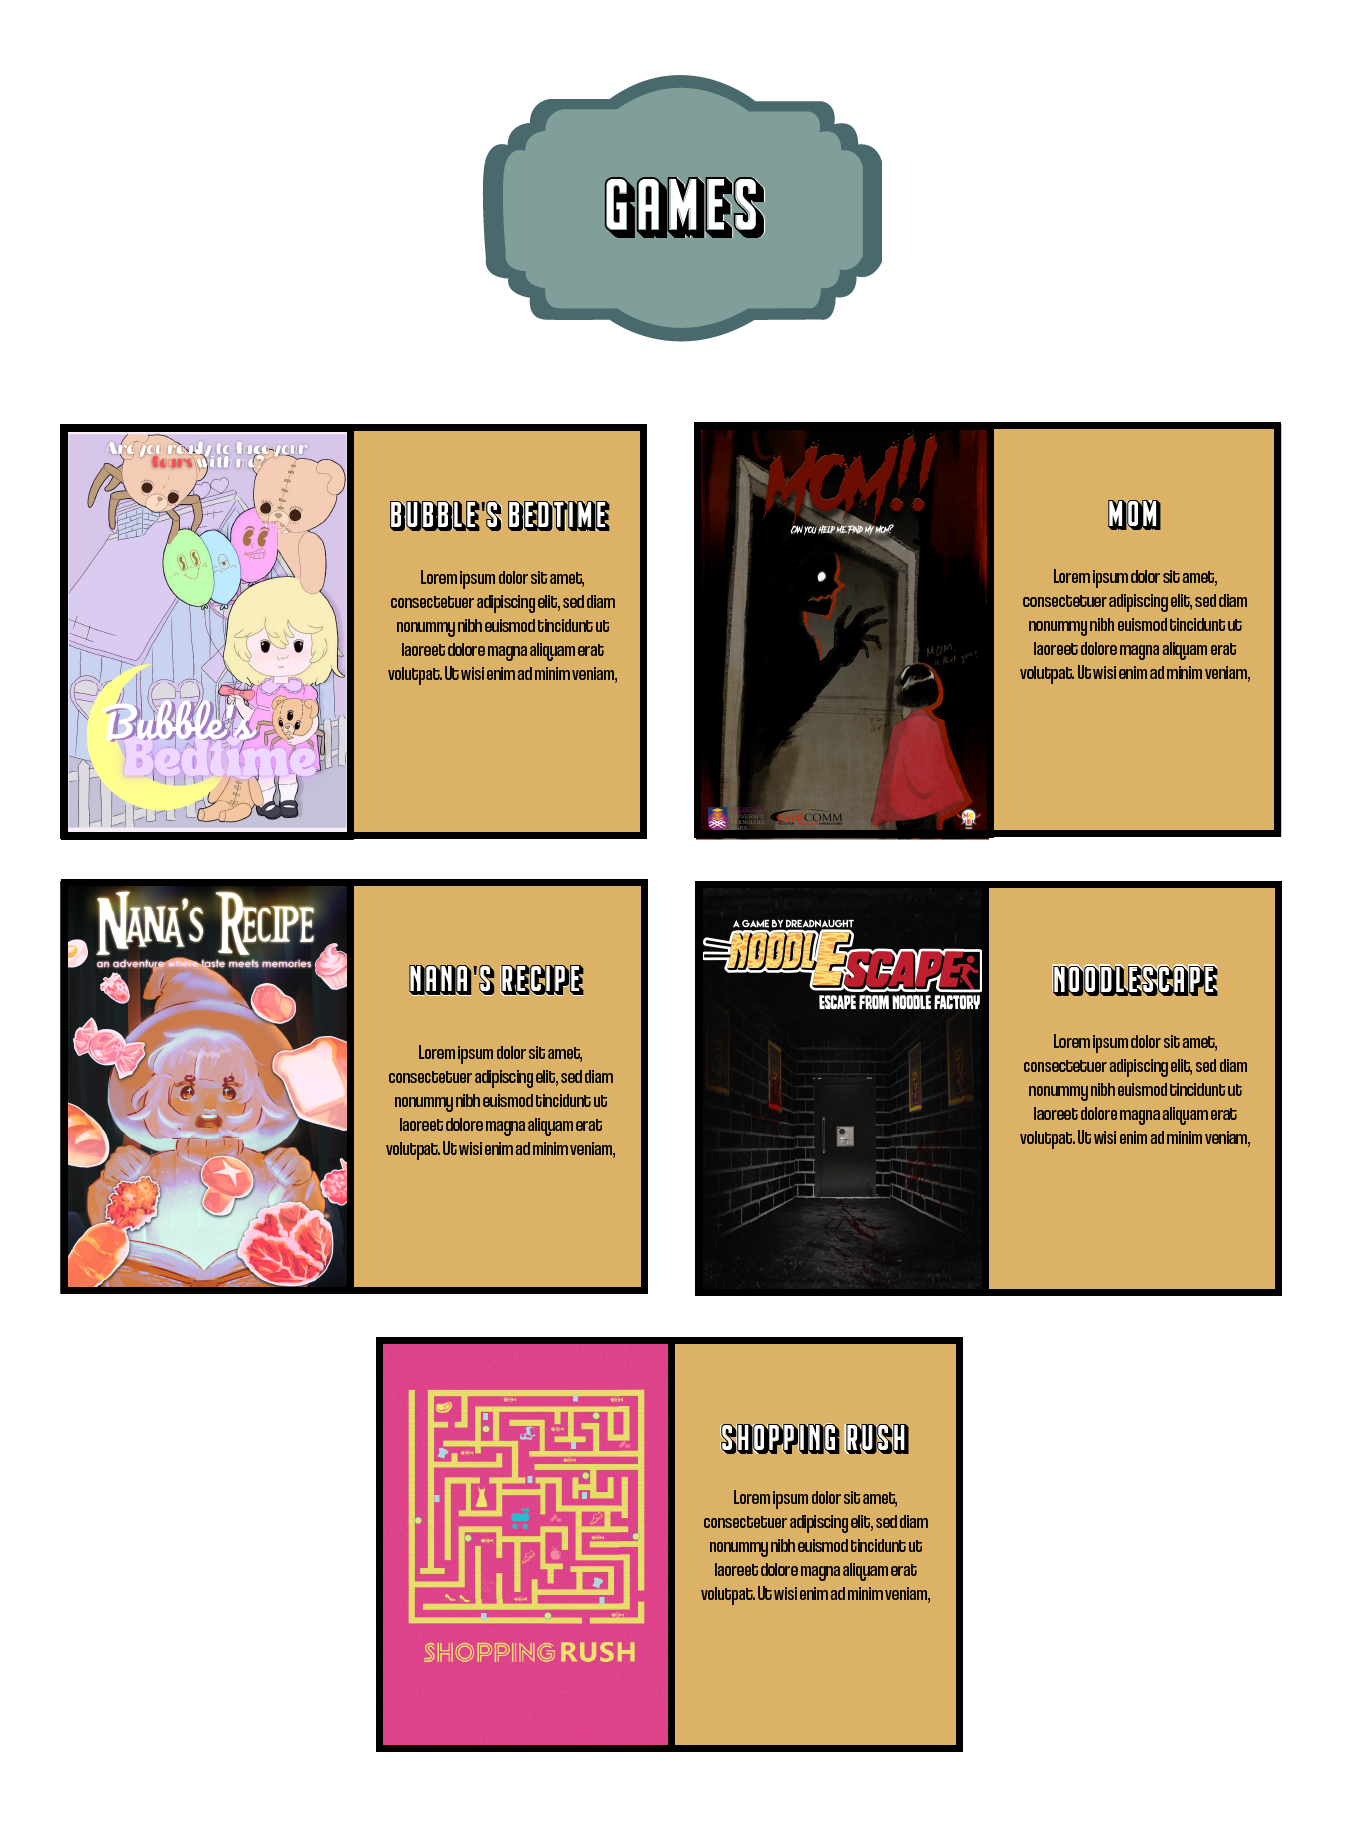 GAMES
Are you ready to face your
fears with me?
Bubble's
Bedtime
BUBBLE'S BEDTIME
Lorem ipsum dolor sit amet,
consectetuer adipiscing elit, sed diam
nonummy nibh euismod tincidunt ut
laoreet dolore magna aliquam erat
volutpat. Ut wisi enim ad minim veniam,
MOM!!
CAN YOU HELP ME FIND MY MOM?
MOM
is that you?
UNIVERSITI
TEKNOLOGI
MARA
COMM
MOM
Lorem ipsum dolor sit amet,
consectetuer adipiscing elit, sed diam
nonummy nibh euismod tincidunt ut
laoreet dolore magna aliquam erat
volutpat. Ut wisi enim ad minim veniam,
NANA'S RECIPE
an adventure where taste meets memories
NANA'S RECIPE
Lorem ipsum dolor sit amet,
consectetuer adipiscing elit, sed diam
nonummy nibh euismod tincidunt ut
laoreet dolore magna aliquam erat
volutpat. Ut wisi enim ad minim veniam,
A GAME BY DREADNAUGHT
NOODLESCAPE
ESCAPE FROM NOODLE FACTORY
NOODLESCAPE
Lorem ipsum dolor sit amet,
consectetuer adipiscing elit, sed diam
nonummy nibh euismod tincidunt ut
laoreet dolore magna aliquam erat
volutpat. Ut wisi enim ad minim veniam,
SHOPPING RUSH
SHOPPING RUSH
Lorem ipsum dolor sit amet,
consectetuer adipiscing elit, sed diam
nonummy nibh euismod tincidunt ut
laoreet dolore magna aliquam erat
volutpat. Ut wisi enim ad minim veniam,